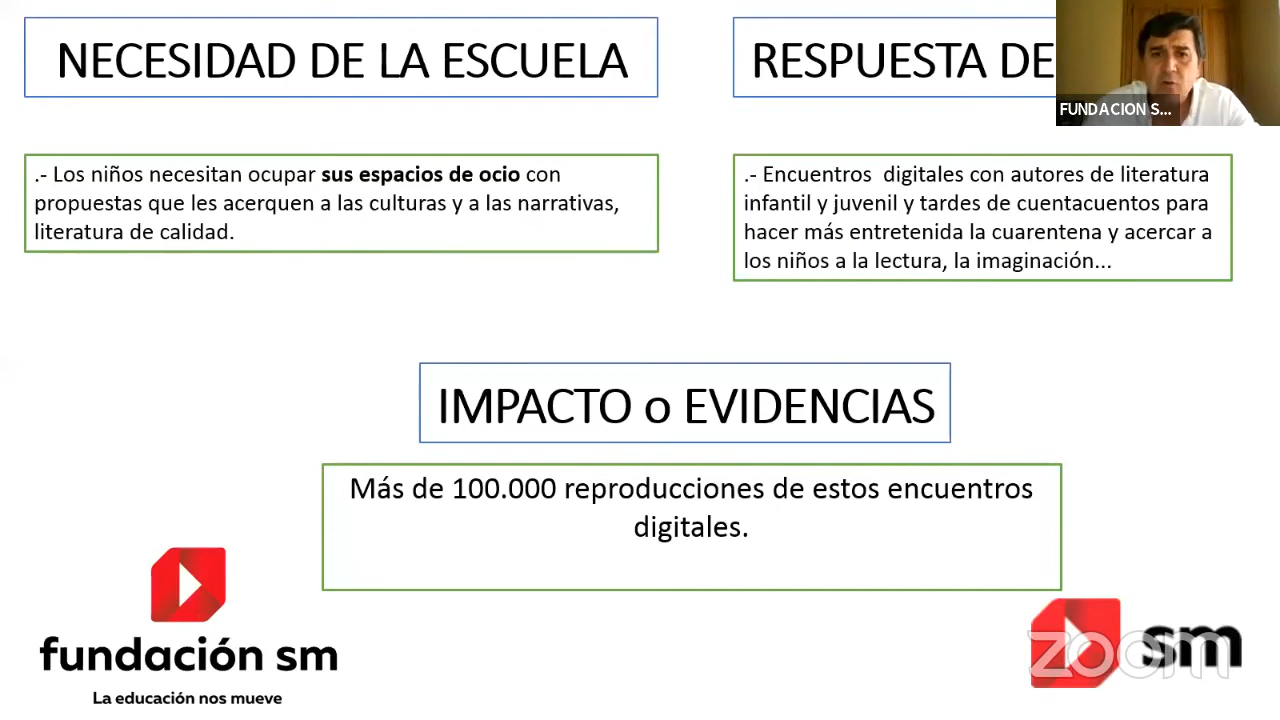 NECESIDAD DE LA ESCUELA
RESPUESTA DE
FUNDACION S...
.- Los niños necesitan ocupar sus espacios de ocio con
propuestas que les acerquen a las culturas y a las narrativas,
literatura de calidad.
.- Encuentros digitales con autores de literatura
infantil y juvenil y tardes de cuentacuentos para
hacer más entretenida la cuarentena y acercar a
los niños a la lectura, la imaginación...
IMPACTO o EVIDENCIAS
Más de 100.000 reproducciones de estos encuentros
digitales.
fundación sm
La educación nos mueve
sm
zoom